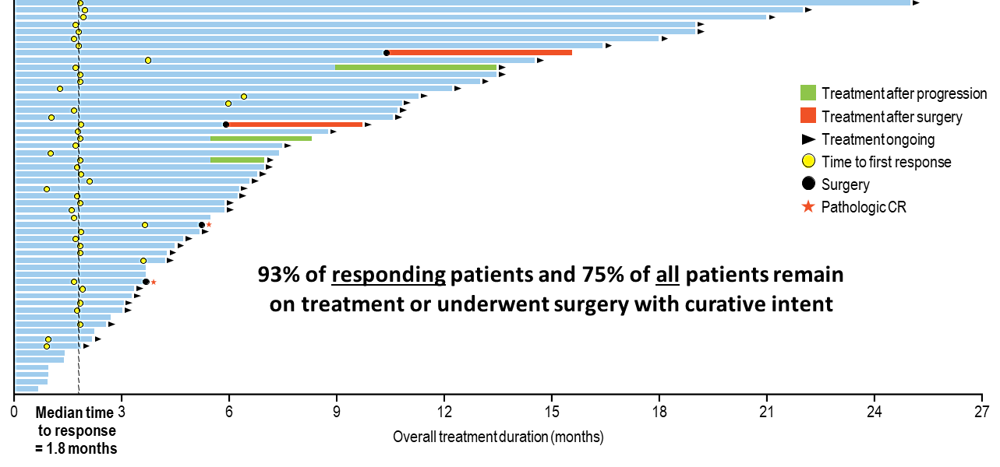 Treatment after progression
Treatment after surgery
Treatment ongoing
Time to first response
Surgery
Pathologic CR
93% of responding patients and 75% of all patients remain
on treatment or underwent surgery with curative intent
0 3 6 9 12 15 18 21 24 27
Median time
to response
= 1.8 months
Overall treatment duration (months)